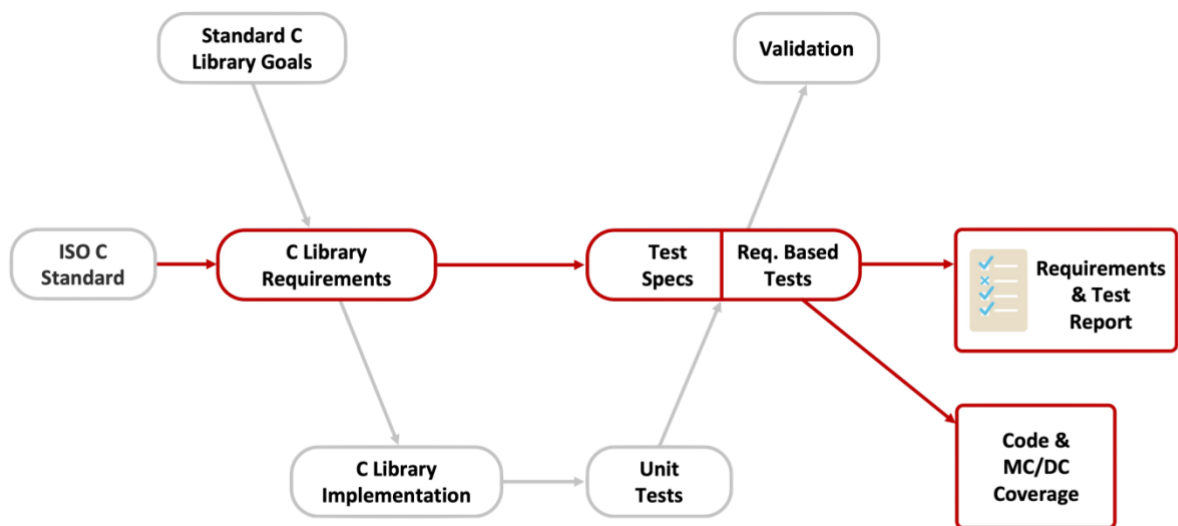 Standard C
Library Goals
Validation
ISO C
Standard
C Library
Requirements
Test
Specs
Req. Based
Tests
Requirements
& Test
Report
C Library
Implementation
Unit
Tests
Code &
MC/DC
Coverage